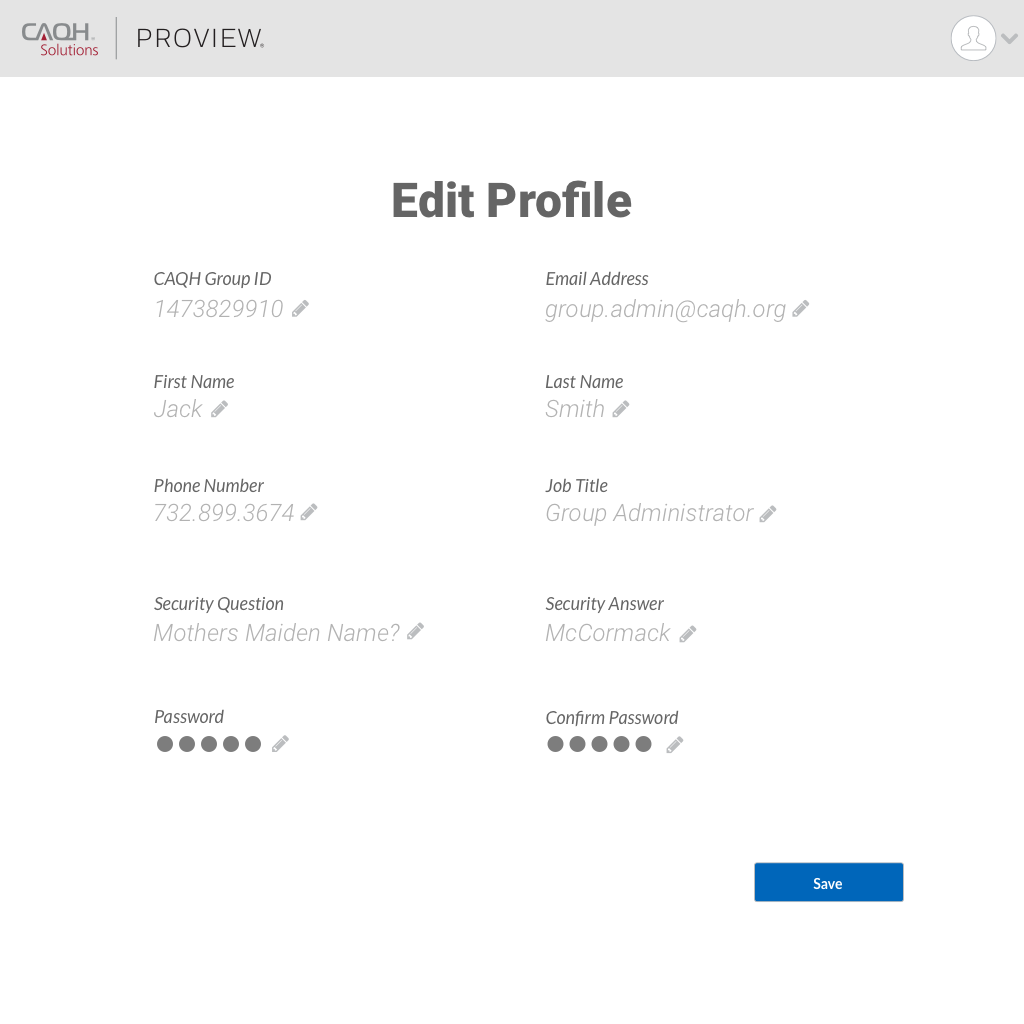 CAQH
Solutions
PROVIEW®
Edit Profile
CAQH Group ID
1473829910
Email Address
group.admin@caqh.org
First Name
Jack
Last Name
Smith
Phone Number
732.899.3674
Job Title
Group Administrator
Security Question
Mothers Maiden Name?
Security Answer
McCormack
Password
Confirm Password
Save